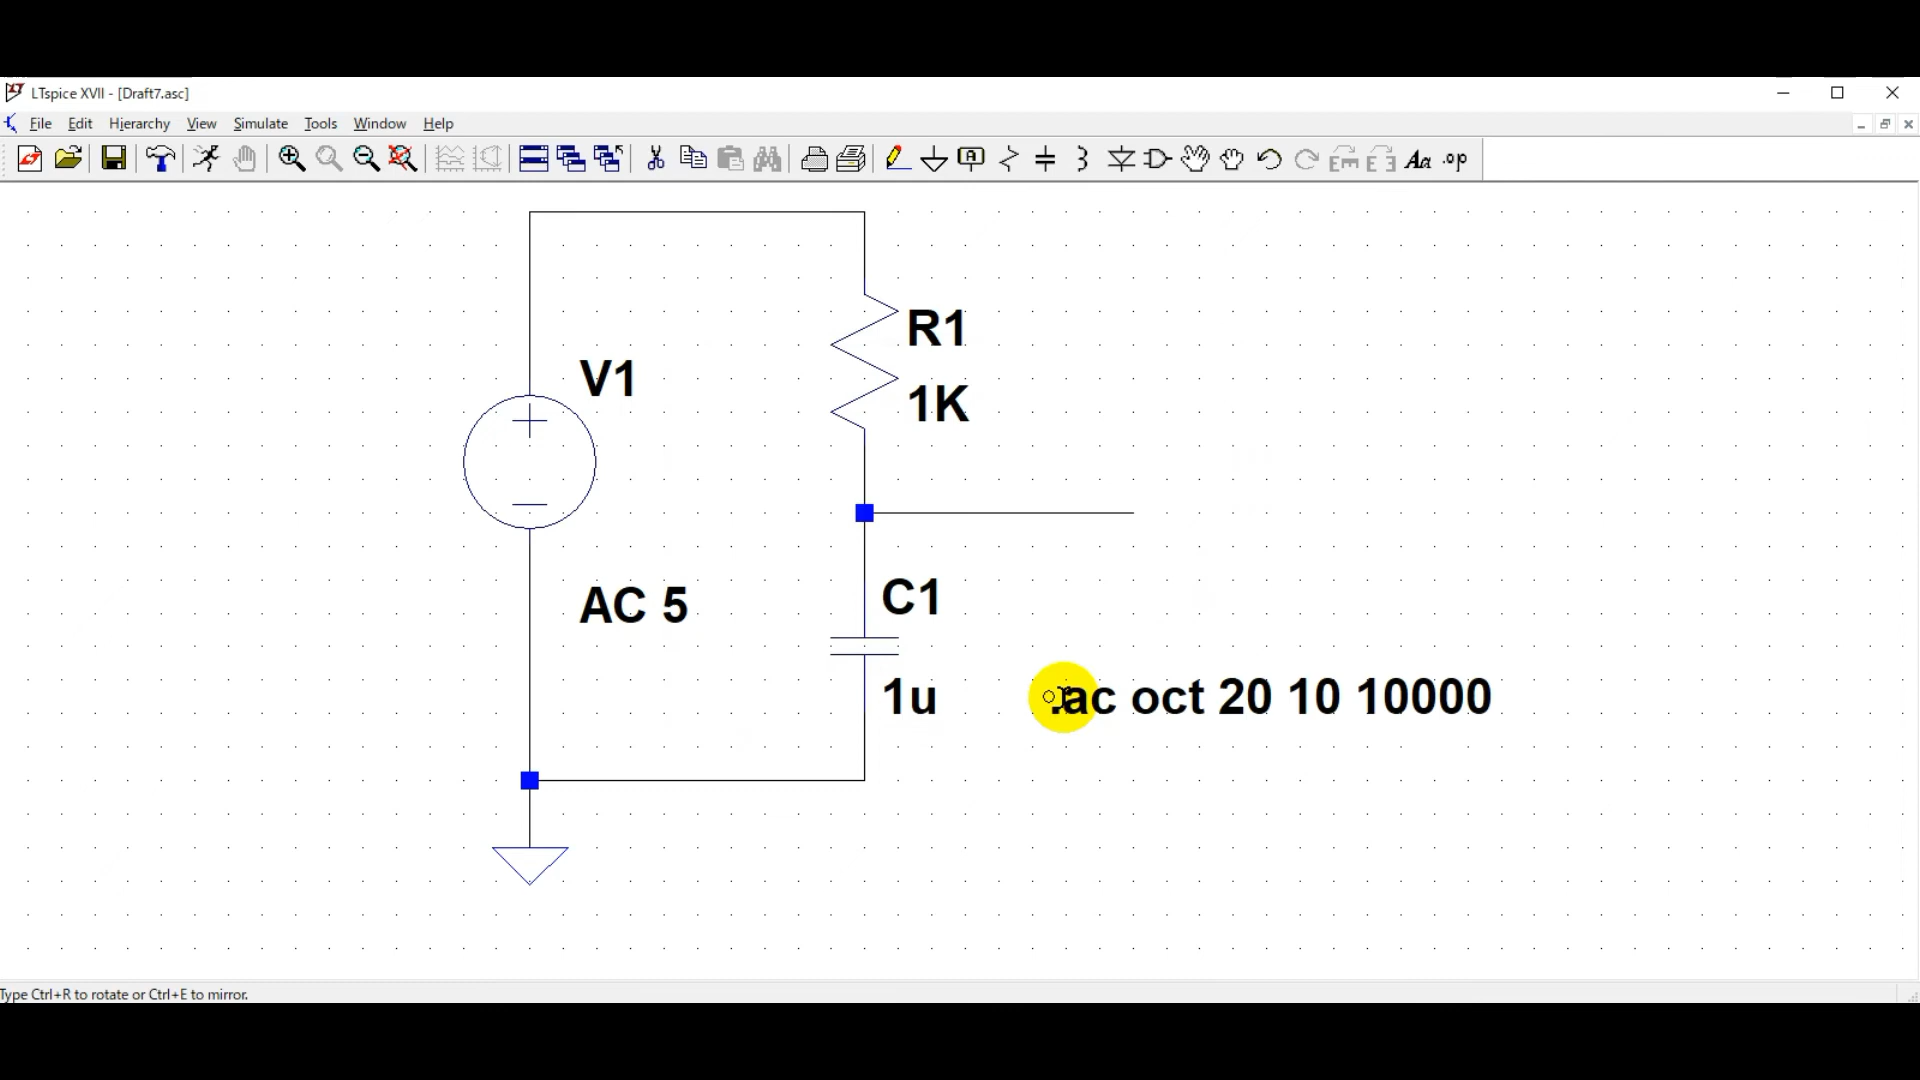 LTspice XVII - [Draft7.asc]
File Edit Hierarchy View Simulate Tools Window Help
R1
V1
1K
C1
AC 5
1u
.ac oct 20 10 10000
Type Ctrl+R to rotate or Ctrl+E to mirror.